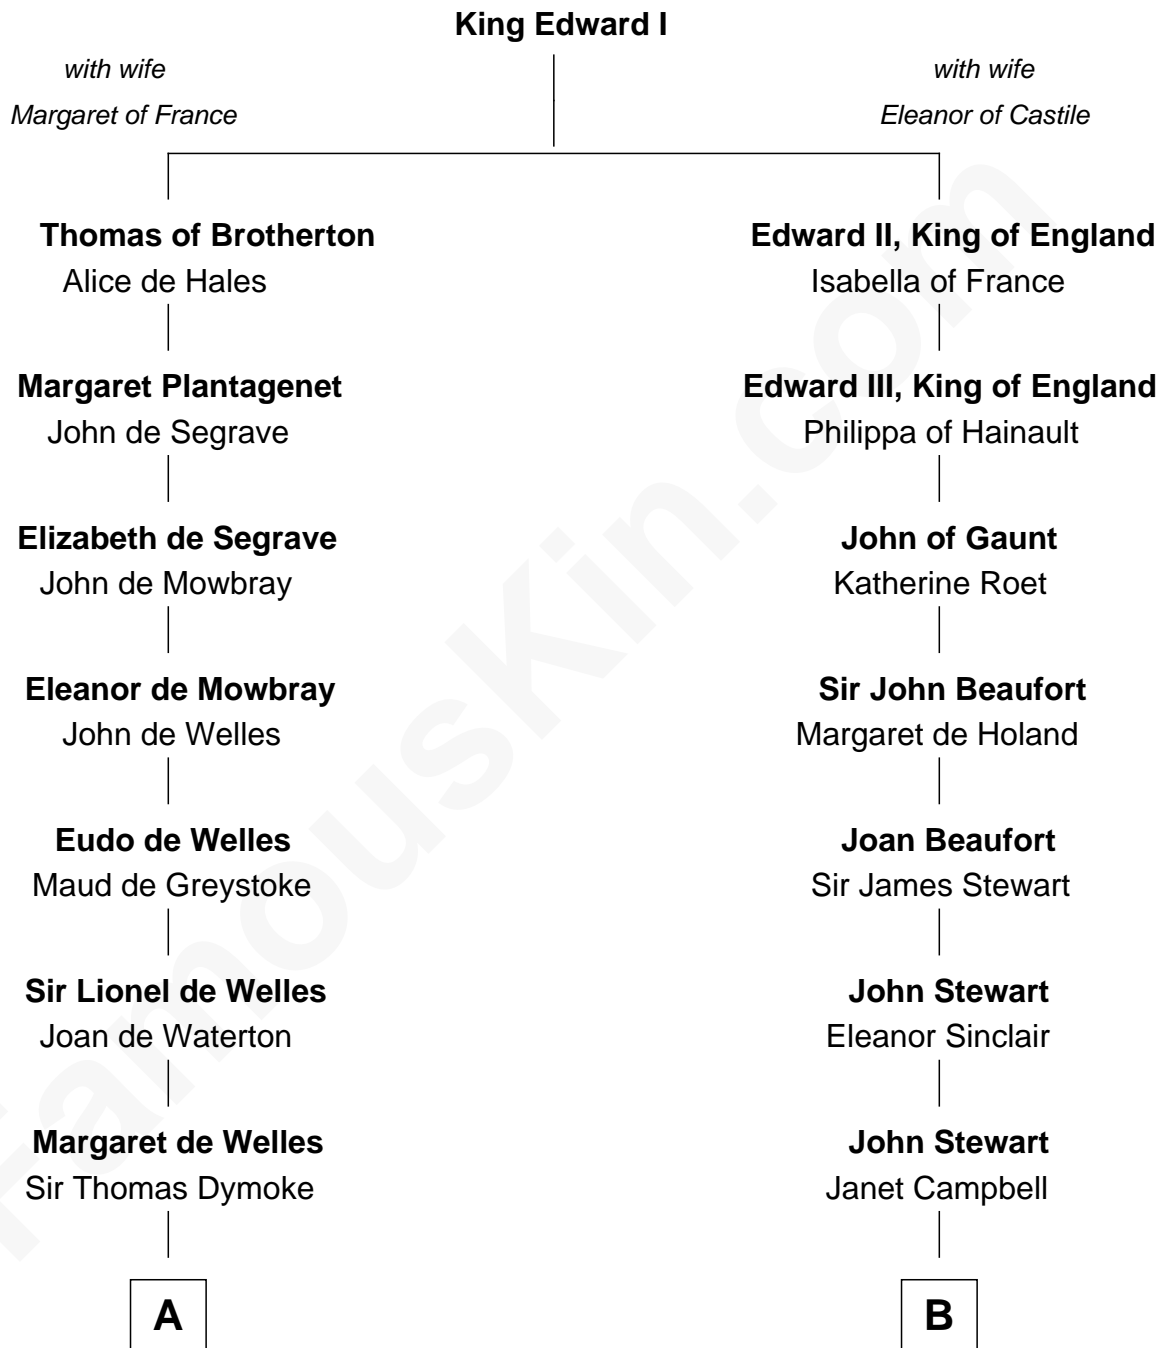 King Edward I
with wife
Margaret of France
with wife
Eleanor of Castile
Thomas of Brotherton
Alice de Hales
Edward II, King of England
Isabella of France
Margaret Plantagenet
John de Segrave
Edward III, King of England
Philippa of Hainault
Elizabeth de Segrave
John de Mowbray
John of Gaunt
Katherine Roet
Eleanor de Mowbray
John de Welles
Sir John Beaufort
Margaret de Holand
Eudo de Welles
Maud de Greystoke
Joan Beaufort
Sir James Stewart
Sir Lionel de Welles
Joan de Waterton
John Stewart
Eleanor Sinclair
Margaret de Welles
Sir Thomas Dymoke
John Stewart
Janet Campbell
A
B
FamousKin.com